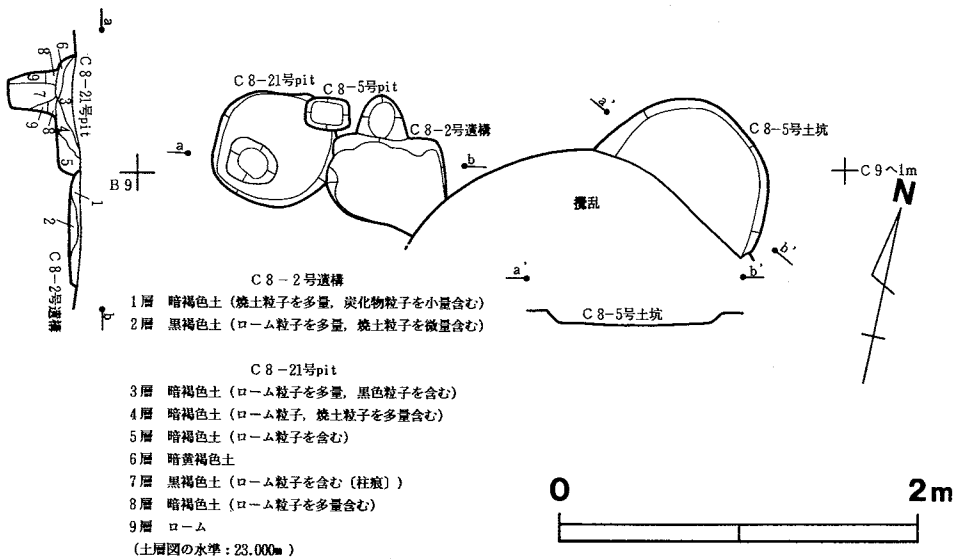 a
6
8
9
7
3
9
8
4
5
C8-21号pit
1
2
C8-2号遺構
b
C8-21号pit
C8-5号pit
C8-2号遺構
a
b
B9
a'
C8-5号土坑
C9~1m
N
攪乱
b'
a'
b'
C8-5号土坑
C8-2号遺構
1層 暗褐色土(焼土粒子を多量,炭化物粒子を小量含む)
2層 黒褐色土(ローム粒子を多量,焼土粒子を微量含む)
C8-21号pit
3層 暗褐色土(ローム粒子を多量,黒色粒子を含む)
4層 暗褐色土(ローム粒子,焼土粒子を多量含む)
5層 暗褐色土(ローム粒子を含む)
6層 暗黄褐色土
7層 黒褐色土(ローム粒子を含む〔柱痕〕)
8層 暗褐色土(ローム粒子を多量含む)
9層 ローム
(土層図の水準:23.000m)
0
2m